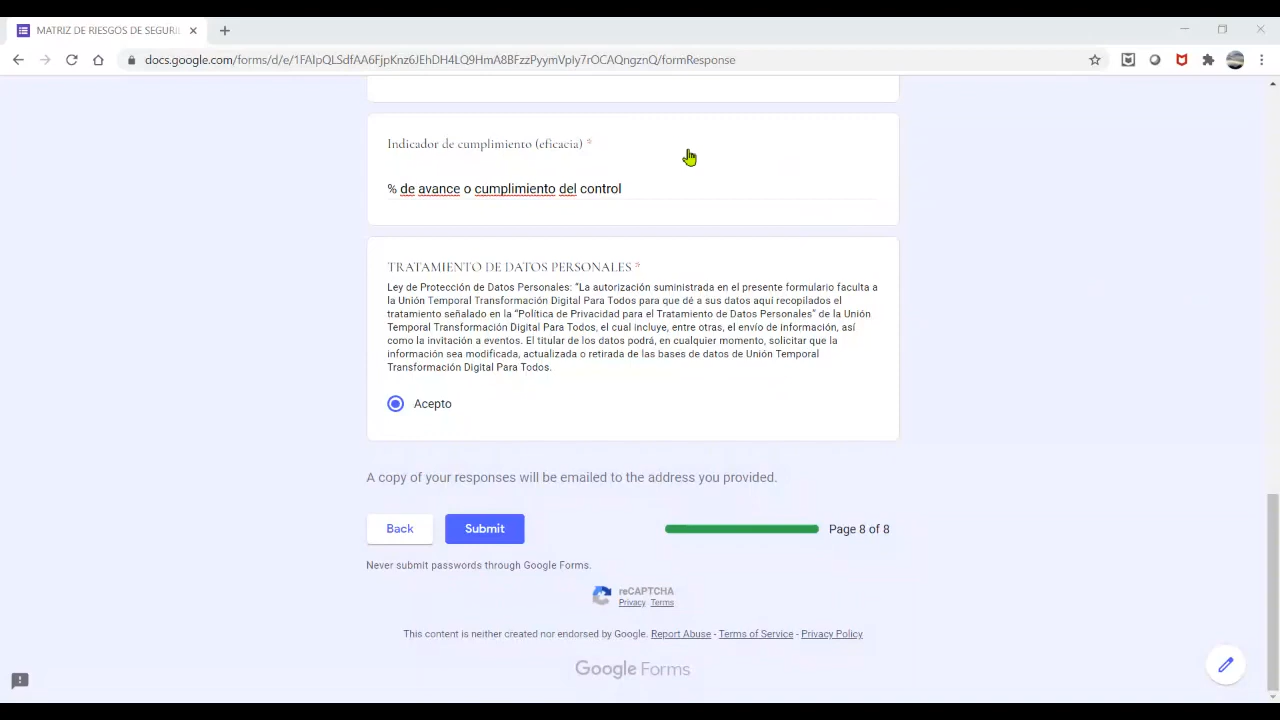 MATRIZ DE RIESGOS DE SEGURI
docs.google.com/forms/d/e/1FAIpQLSdfAA6FjpKnz6JEhDH4LQ9HnA8BFzzPyymVpIy7rOCAQngznQ/formResponse
Indicador de cumplimiento (eficacia) *
% de avance o cumplimiento del control
TRATAMIENTO DE DATOS PERSONALES *
Ley de Protección de Datos Personales: “La autorización suministrada en el presente formulario faculta a
la Unión Temporal Transformación Digital Para Todos para que dé a sus datos aquí recopilados el
tratamiento señalado en la “Política de Privacidad para el Tratamiento de Datos Personales” de la Unión
Temporal Transformación Digital Para Todos, el cual incluye, entre otras, el envío de información, así
como la invitación a eventos. El titular de los datos podrá, en cualquier momento, solicitar que la
información sea modificada, actualizada o retirada de las bases de datos de Unión Temporal
Transformación Digital Para Todos.
Acepto
A copy of your responses will be emailed to the address you provided.
Back
Submit
Page 8 of 8
Never submit passwords through Google Forms.
reCAPTCHA
Privacy Terms
This content is neither created nor endorsed by Google. Report Abuse - Terms of Service - Privacy Policy
Google Forms